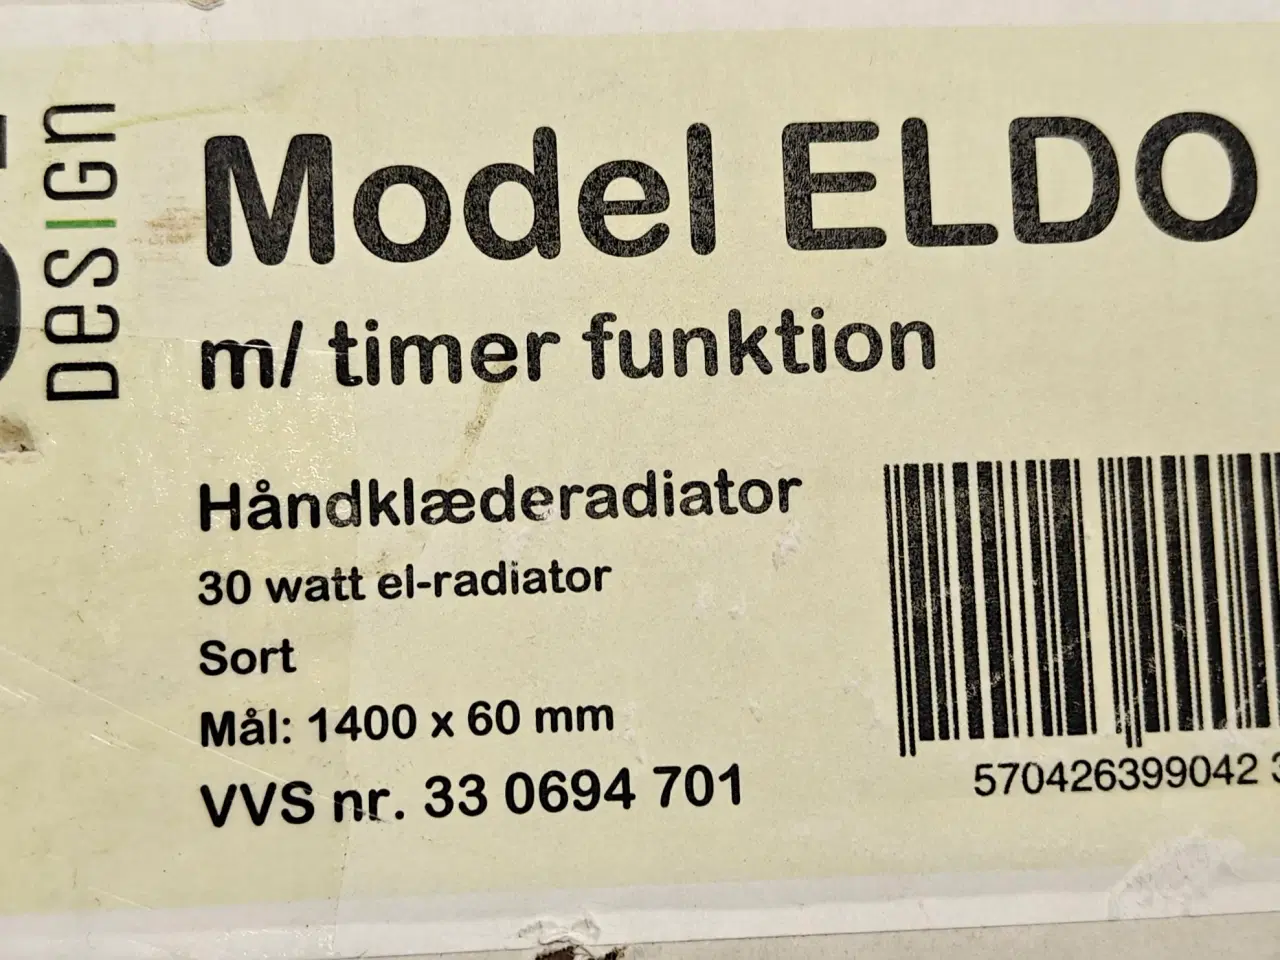 Design
Model ELDO
m/ timer funktion
Håndklæderadiator
30 watt el-radiator
Sort
Mål: 1400 x 60 mm
VVS nr. 33 0694 701
570426399042